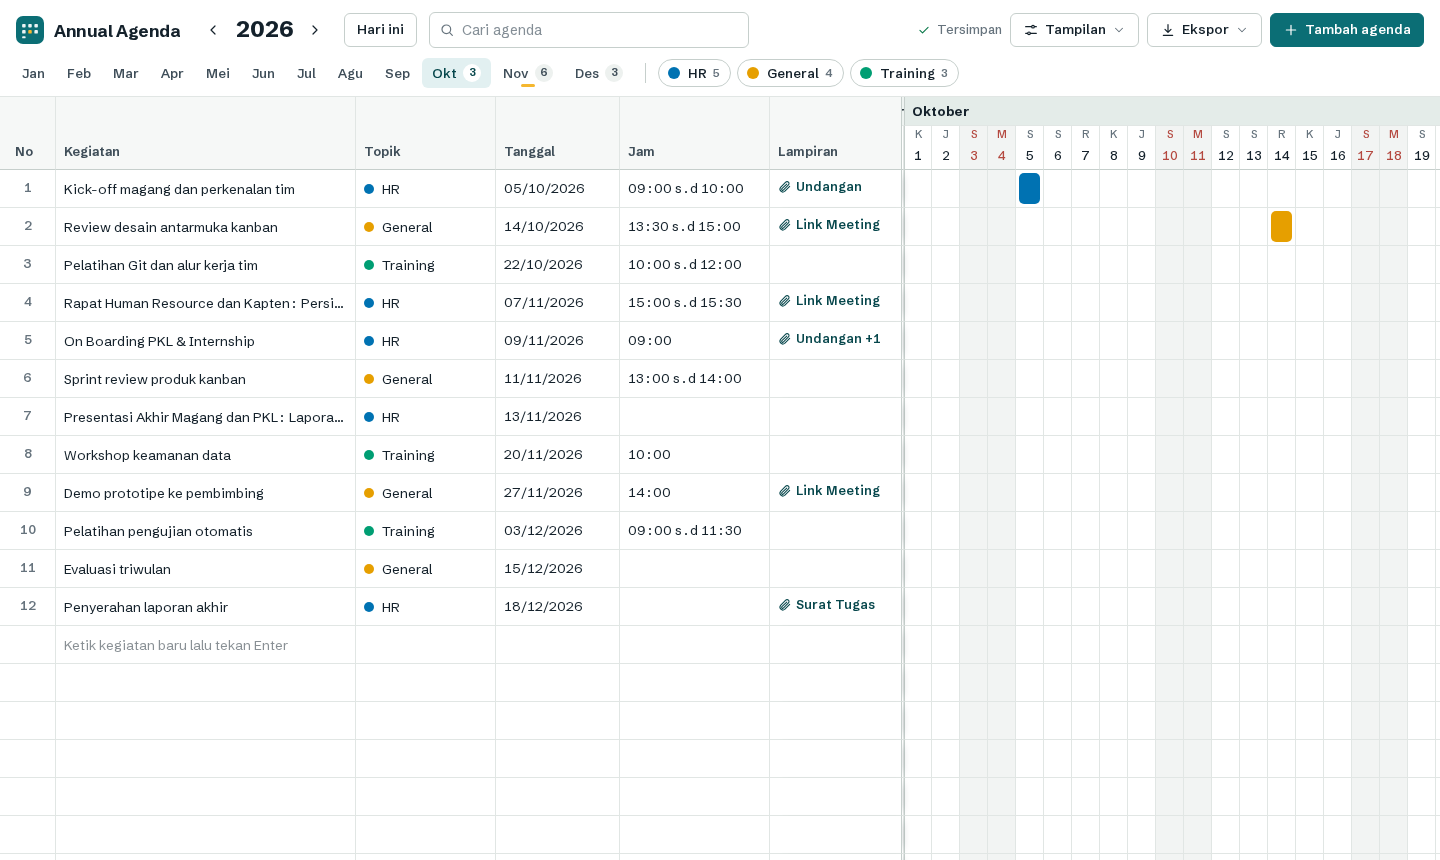 Annual Agenda 2026 Hari ini Cari agenda Tersimpan Tampilan Ekspor Tambah agenda
Jan Feb Mar Apr Mei Jun Jul Agu Sep Okt 3 Nov 6 Des 3 HR 5 General 4 Training 3
Oktober
K J S M S S R K J S M S S R K J S M S
No Kegiatan Topik Tanggal Jam Lampiran 1 2 3 4 5 6 7 8 9 10 11 12 13 14 15 16 17 18 19
1 Kick-off magang dan perkenalan tim HR 05/10/2026 09:00 s.d 10:00 Undangan
2 Review desain antarmuka kanban General 14/10/2026 13:30 s.d 15:00 Link Meeting
3 Pelatihan Git dan alur kerja tim Training 22/10/2026 10:00 s.d 12:00
4 Rapat Human Resource dan Kapten: Persi... HR 07/11/2026 15:00 s.d 15:30 Link Meeting
5 On Boarding PKL & Internship HR 09/11/2026 09:00 Undangan +1
6 Sprint review produk kanban General 11/11/2026 13:00 s.d 14:00
7 Presentasi Akhir Magang dan PKL: Lapora... HR 13/11/2026
8 Workshop keamanan data Training 20/11/2026 10:00
9 Demo prototipe ke pembimbing General 27/11/2026 14:00 Link Meeting
10 Pelatihan pengujian otomatis Training 03/12/2026 09:00 s.d 11:30
11 Evaluasi triwulan General 15/12/2026
12 Penyerahan laporan akhir HR 18/12/2026 Surat Tugas
Ketik kegiatan baru lalu tekan Enter